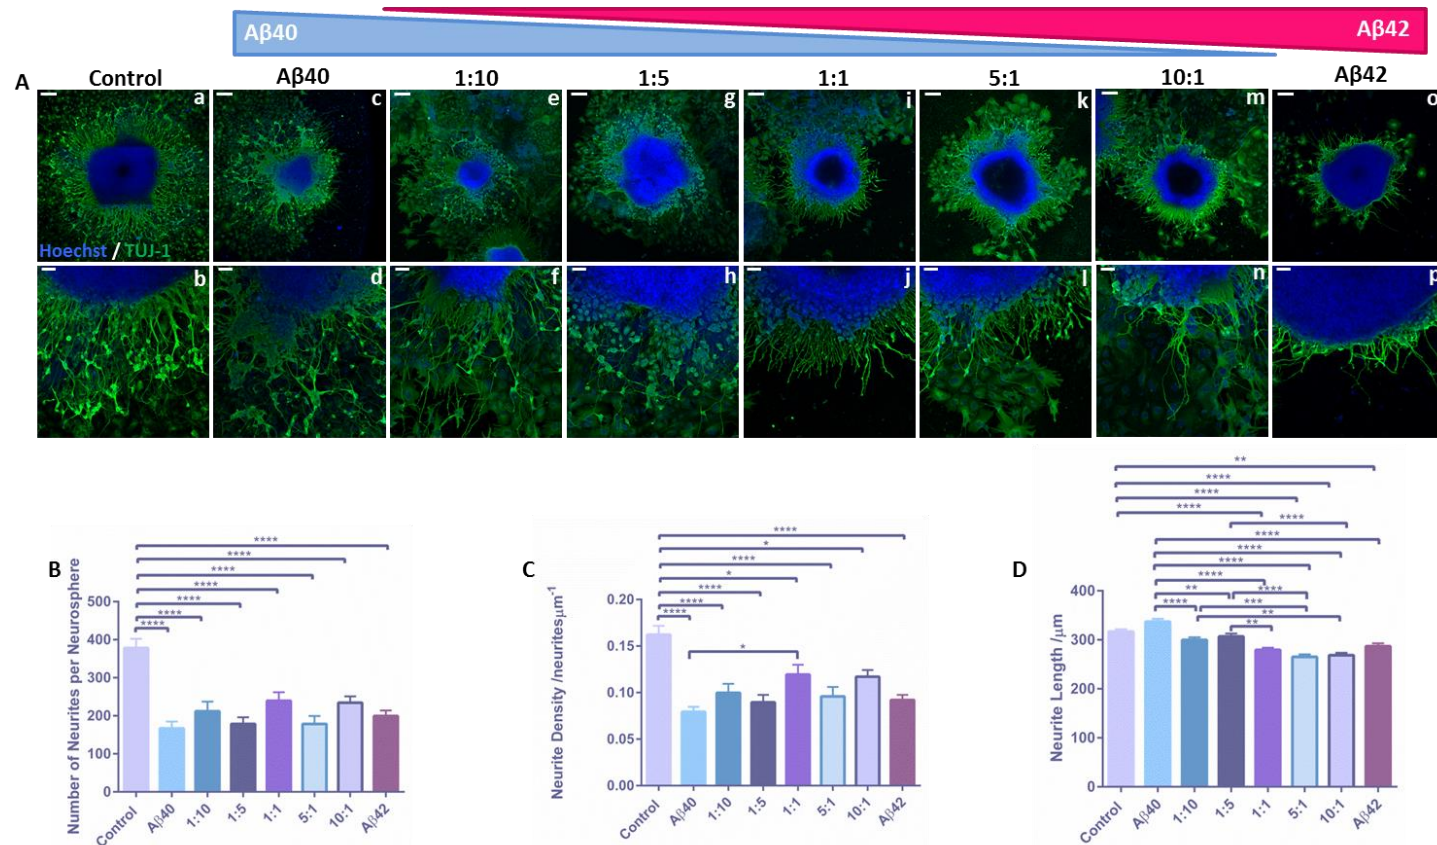 Aβ40
Aβ42
A
Control
Aβ40
1:10
1:5
1:1
5:1
10:1
Aβ42
a
c
e
g
i
k
m
o
Hoechst / TUJ-1
b
d
f
h
j
l
n
p
B
Number of Neurites per Neurosphere
500
400
300
200
100
0
****
****
****
****
****
****
****
Control
Aβ40
1:10
1:5
1:1
5:1
10:1
Aβ42
C
Neurite Density /neuritesμm-1
0.20
0.15
0.10
0.05
0.00
****
*
****
*
****
****
****
*
Control
Aβ40
1:10
1:5
1:1
5:1
10:1
Aβ42
D
Neurite Length /μm
400
300
200
100
0
**
****
****
****
****
****
****
****
****
**
****
****
***
**
**
Control
Aβ40
1:10
1:5
1:1
5:1
10:1
Aβ42